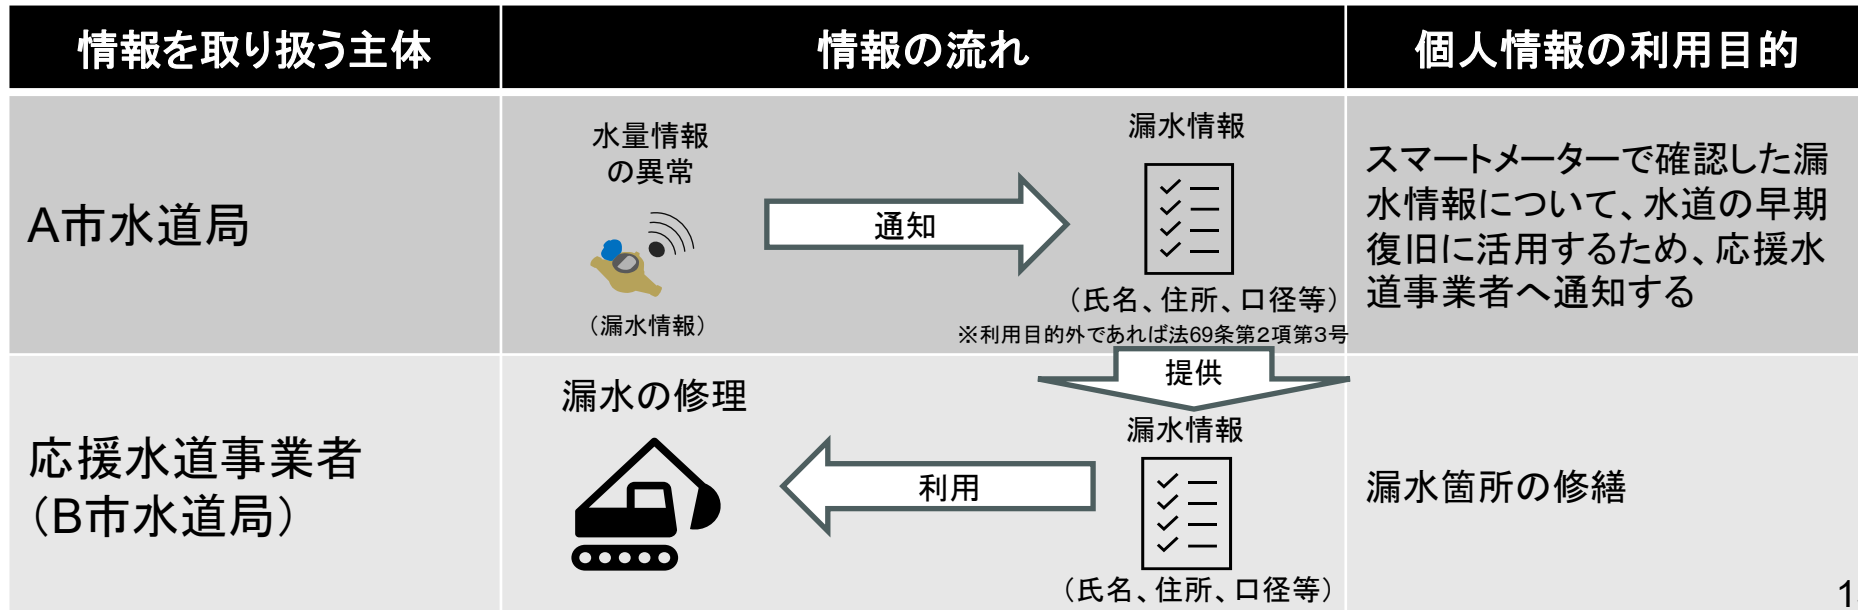 情報を取り扱う主体
情報の流れ
個人情報の利用目的
A市水道局
水量情報
の異常
（漏水情報）
通知
漏水情報
（氏名、住所、口径等）
※利用目的外であれば法69条第2項第3号
スマートメーターで確認した漏
水情報について、水道の早期
復旧に活用するため、応援水
道事業者へ通知する
提供
応援水道事業者
（B市水道局）
漏水の修理
利用
漏水情報
（氏名、住所、口径等）
漏水箇所の修繕